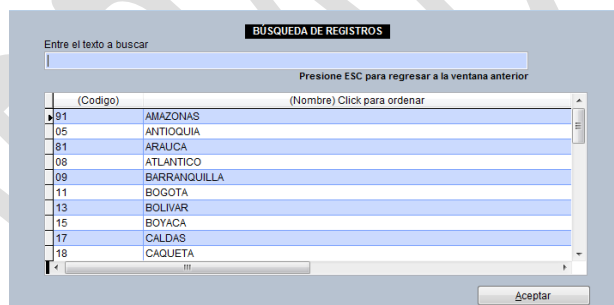 BÚSQUEDA DE REGISTROS
Entre el texto a buscar
Presione ESC para regresar a la ventana anterior
(Codigo) (Nombre) Click para ordenar
91 AMAZONAS
05 ANTIOQUIA
81 ARAUCA
08 ATLANTICO
09 BARRANQUILLA
11 BOGOTA
13 BOLIVAR
15 BOYACA
17 CALDAS
18 CAQUETA
Aceptar